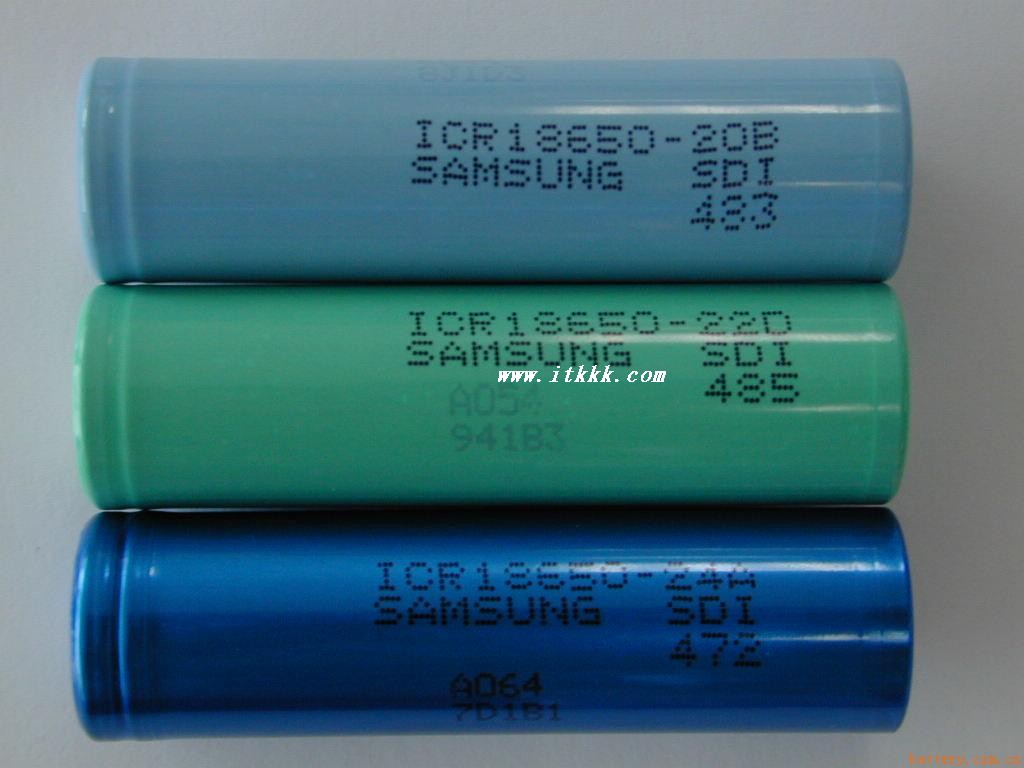 ICR18650-20B
SAMSUNG SDI
483
ICR18650-22D
SAMSUNG SDI
485
www.itkkk.com
A054
941B3
ICR18650-24A
SAMSUNG SDI
472
A064
7D1B1